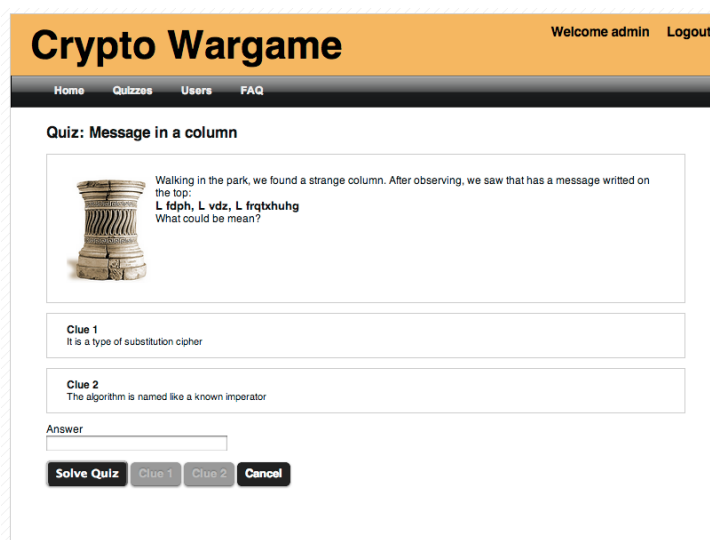 Crypto Wargame
Welcome admin Logout
Home Quizzes Users FAQ
Quiz: Message in a column
Walking in the park, we found a strange column. After observing, we saw that has a message writted on
the top:
L fdph, L vdz, L frqtxhuhg
What could be mean?
Clue 1
It is a type of substitution cipher
Clue 2
The algorithm is named like a known imperator
Answer
Solve Quiz Clue 1 Clue 2 Cancel